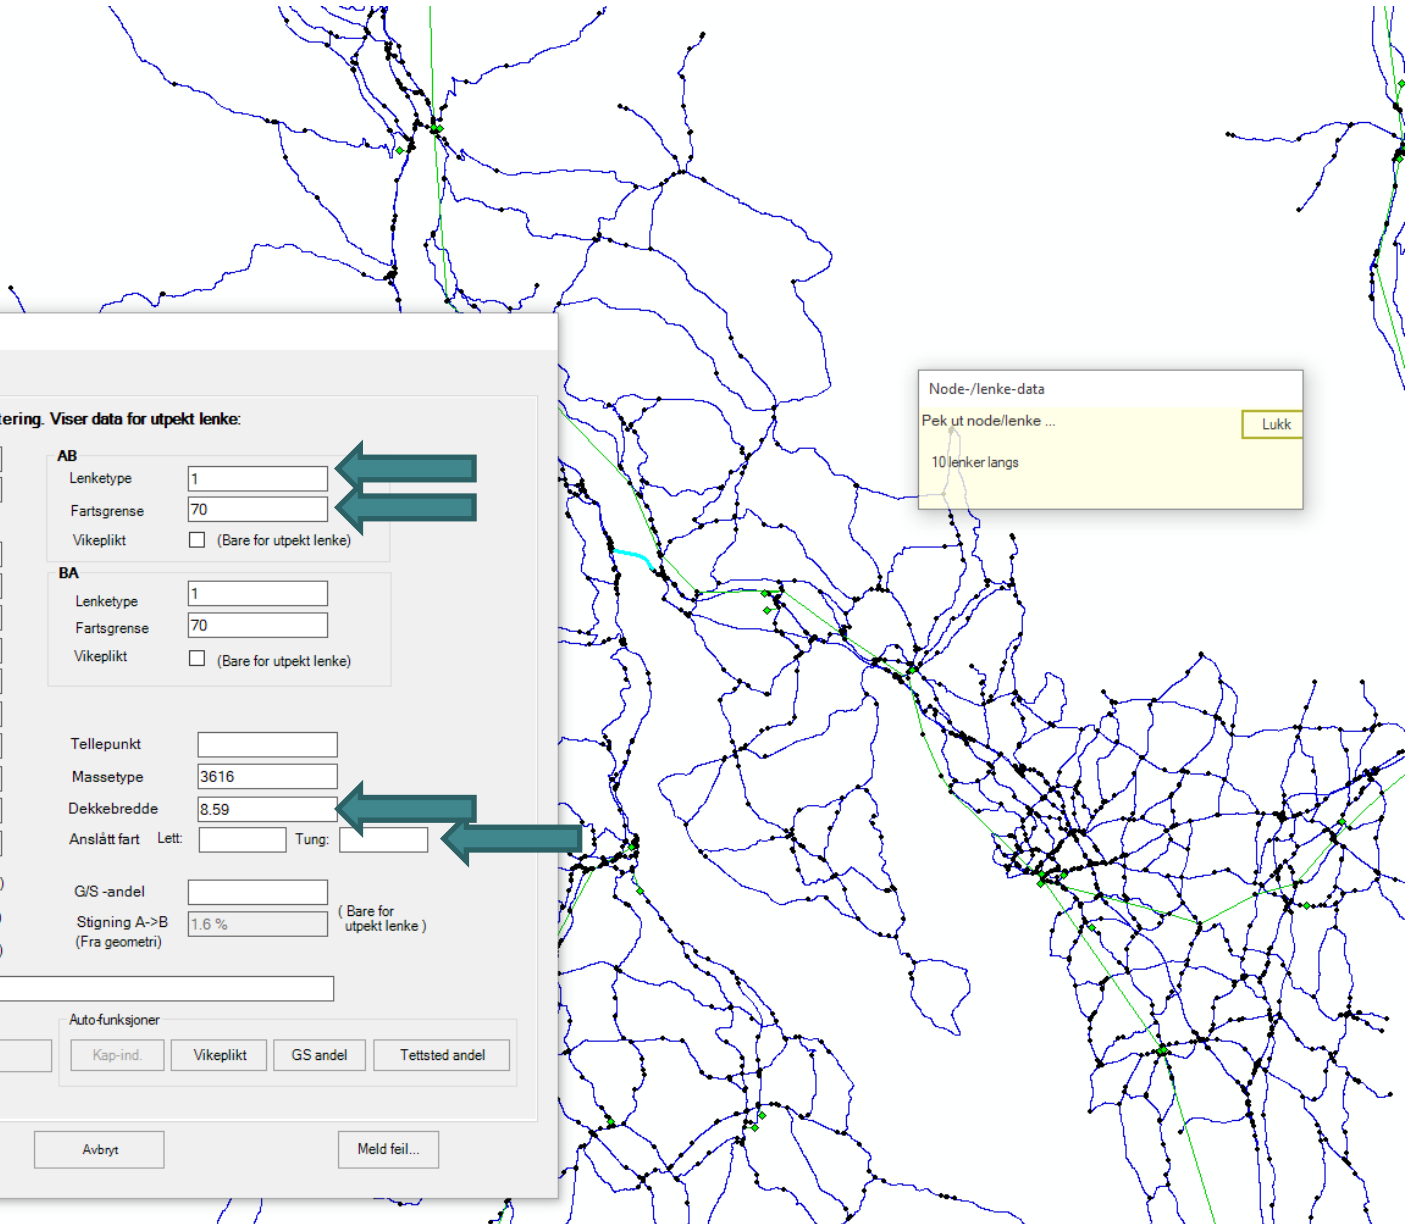 tering. Viser data for utpekt lenke:
AB
Lenketype 1
Fartsgrense 70
Vikeplikt (Bare for utpekt lenke)
BA
Lenketype 1
Fartsgrense 70
Vikeplikt (Bare for utpekt lenke)
Tellepunkt
Massetype 3616
Dekkebredde 8.59
Anslått fart Lett: Tung:
G/S -andel
Stigning A->B 1.6 % ( Bare for
(Fra geometri) utpekt lenke )
Auto-funksjoner
Kap-ind. Vikeplikt GS andel Tettsted andel
Avbryt Meld feil...
Node-/lenke-data
Pek ut node/lenke ... Lukk
10 lenker langs